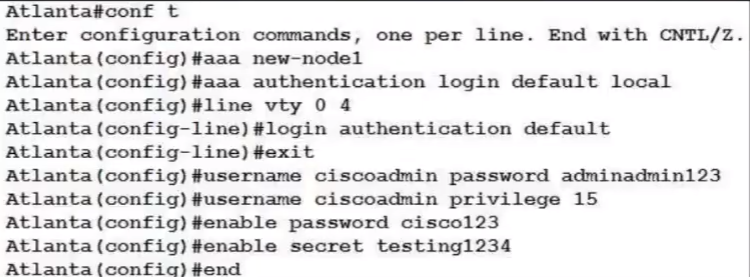 Atlanta#conf t
Enter configuration commands, one per line. End with CNTL/Z.
Atlanta(config)#aaa new-node1
Atlanta(config)#aaa authentication login default local
Atlanta(config)#line vty 0 4
Atlanta(config-line)#login authentication default
Atlanta(config-line)#exit
Atlanta(config)#username ciscoadmin password adminadmin123
Atlanta(config)#username ciscoadmin privilege 15
Atlanta(config)#enable password cisco123
Atlanta(config)#enable secret testing1234
Atlanta(config)#end